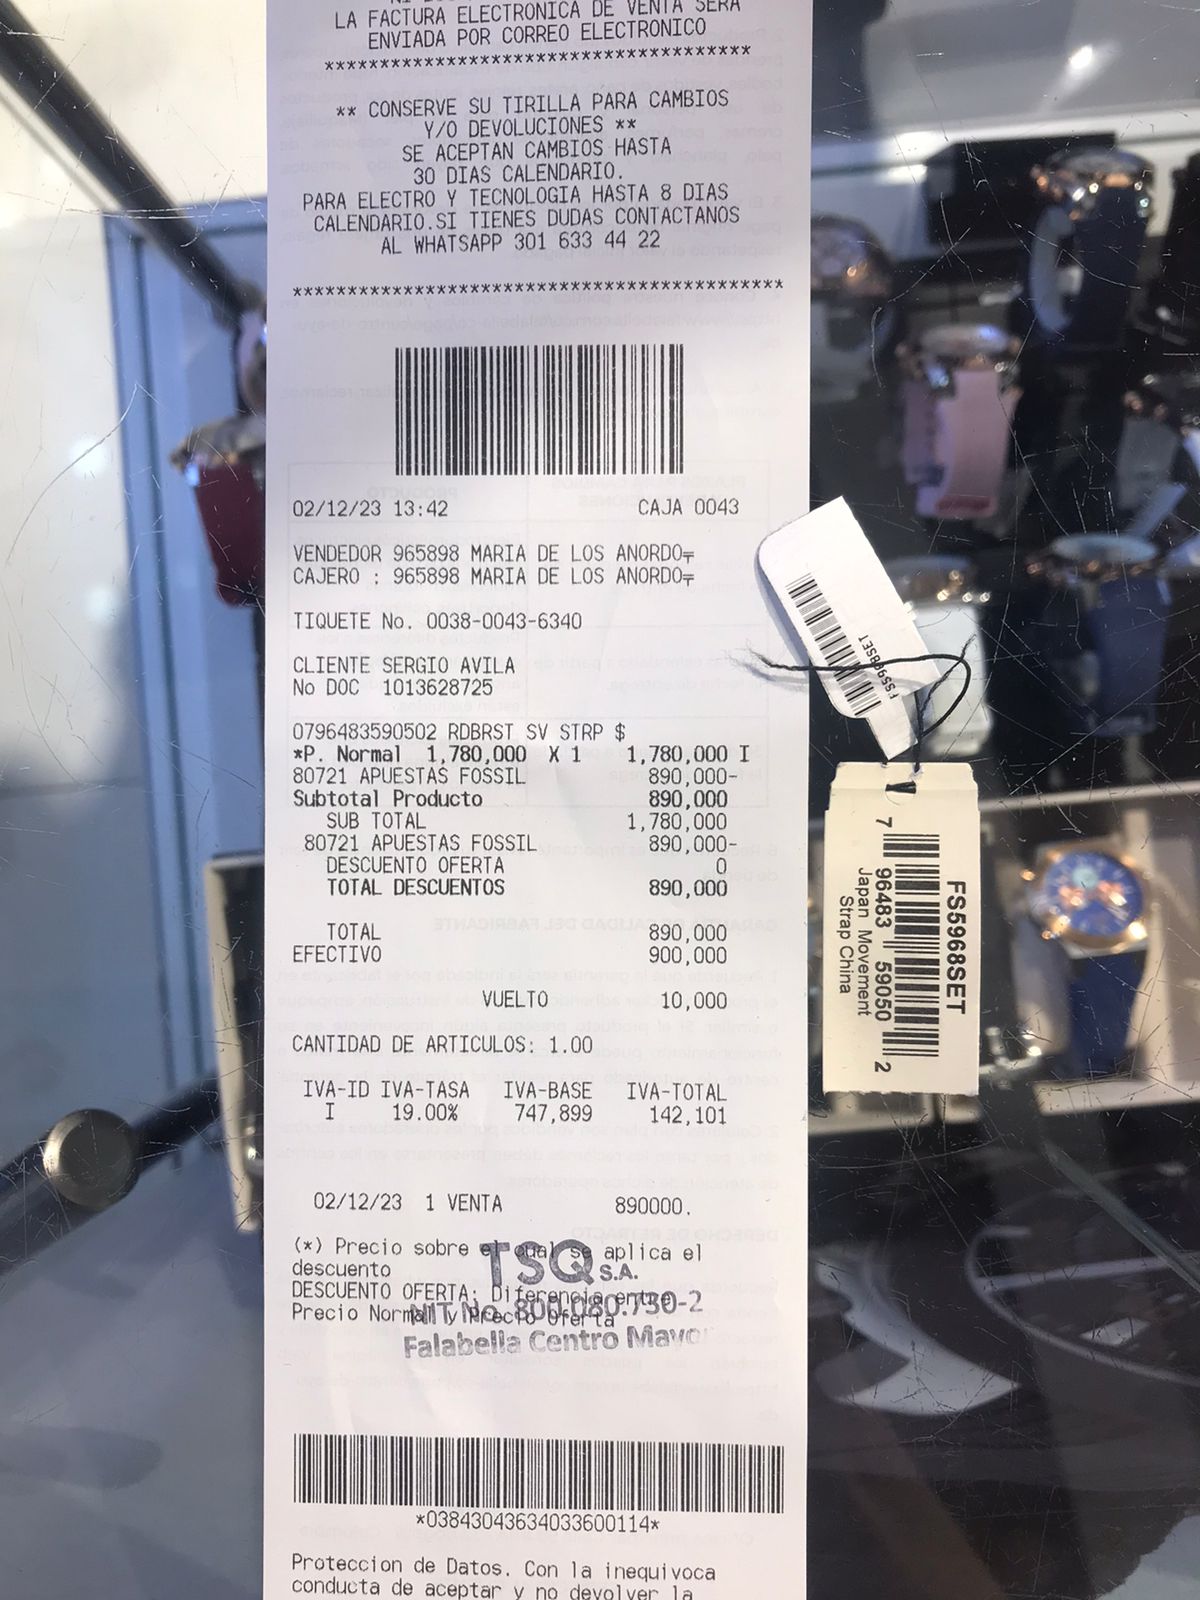 LA FACTURA ELECTRONICA DE VENTA SERA
ENVIADA POR CORREO ELECTRONICO
***************************************
** CONSERVE SU TIRILLA PARA CAMBIOS
Y/O DEVOLUCIONES **
SE ACEPTAN CAMBIOS HASTA
30 DIAS CALENDARIO.
PARA ELECTRO Y TECNOLOGIA HASTA 8 DIAS
CALENDARIO.SI TIENES DUDAS CONTACTANOS
AL WHATSAPP 301 633 44 22
********************************************
02/12/23 13:42 CAJA 0043
VENDEDOR 965898 MARIA DE LOS ANORDO
CAJERO : 965898 MARIA DE LOS ANORDO
TIQUETE No. 0038-0043-6340
CLIENTE SERGIO AVILA
No DOC 1013628725
0796483590502 RDBRST SV STRP $
*P. Normal 1,780,000 X 1 1,780,000 I
80721 APUESTAS FOSSIL 890,000-
Subtotal Producto 890,000
SUB TOTAL 1,780,000
80721 APUESTAS FOSSIL 890,000-
DESCUENTO OFERTA 0
TOTAL DESCUENTOS 890,000
TOTAL 890,000
EFECTIVO 900,000
VUELTO 10,000
CANTIDAD DE ARTICULOS: 1.00
IVA-ID IVA-TASA IVA-BASE IVA-TOTAL
I 19.00% 747,899 142,101
02/12/23 1 VENTA 890000.
(*) Precio sobre el cual se aplica el
descuento
DESCUENTO OFERTA: Diferencia entre
Precio Normal y Precio Oferta
TSQ S.A.
NIT No. 800.080.730-2
Falabella Centro Mayo
*03843043634033600114*
Proteccion de Datos. Con la inequivoca
conducta de aceptar y no devolver la
FS5968SET
FS5968SET
7 96483 59050 2
Japan Movement
Strap China